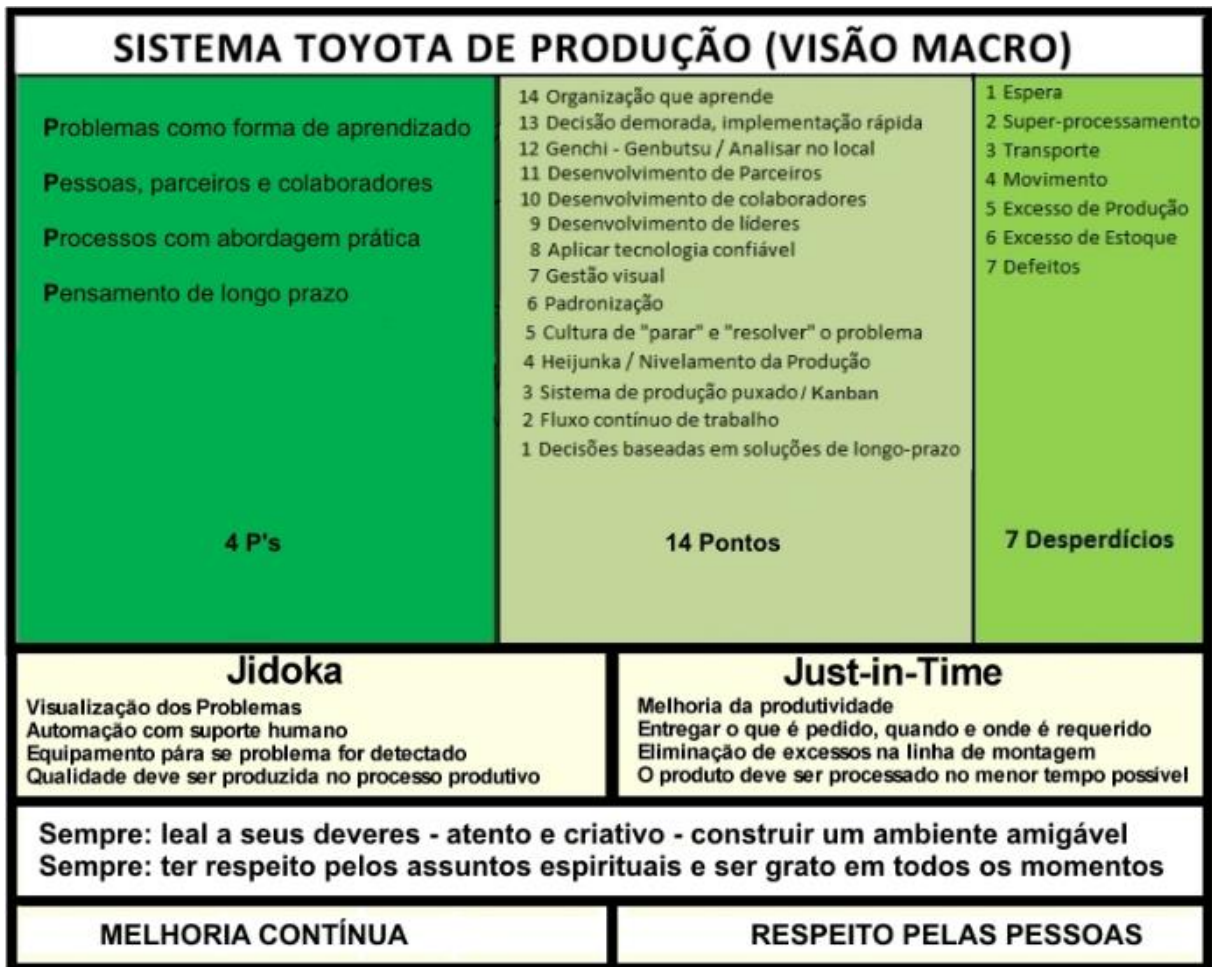 SISTEMA TOYOTA DE PRODUÇÃO (VISÃO MACRO)
Problemas como forma de aprendizado
Pessoas, parceiros e colaboradores
Processos com abordagem prática
Pensamento de longo prazo
4 P's
14 Organização que aprende
13 Decisão demorada, implementação rápida
12 Genchi - Genbutsu / Analisar no local
11 Desenvolvimento de Parceiros
10 Desenvolvimento de colaboradores
9 Desenvolvimento de líderes
8 Aplicar tecnologia confiável
7 Gestão visual
6 Padronização
5 Cultura de "parar" e "resolver" o problema
4 Heijunka / Nivelamento da Produção
3 Sistema de produção puxado / Kanban
2 Fluxo contínuo de trabalho
1 Decisões baseadas em soluções de longo-prazo
14 Pontos
1 Espera
2 Super-processamento
3 Transporte
4 Movimento
5 Excesso de Produção
6 Excesso de Estoque
7 Defeitos
7 Desperdícios
Jidoka
Visualização dos Problemas
Automação com suporte humano
Equipamento pára se problema for detectado
Qualidade deve ser produzida no processo produtivo
Just-in-Time
Melhoria da produtividade
Entregar o que é pedido, quando e onde é requerido
Eliminação de excessos na linha de montagem
O produto deve ser processado no menor tempo possível
Sempre: leal a seus deveres - atento e criativo - construir um ambiente amigável
Sempre: ter respeito pelos assuntos espirituais e ser grato em todos os momentos
MELHORIA CONTÍNUA
RESPEITO PELAS PESSOAS